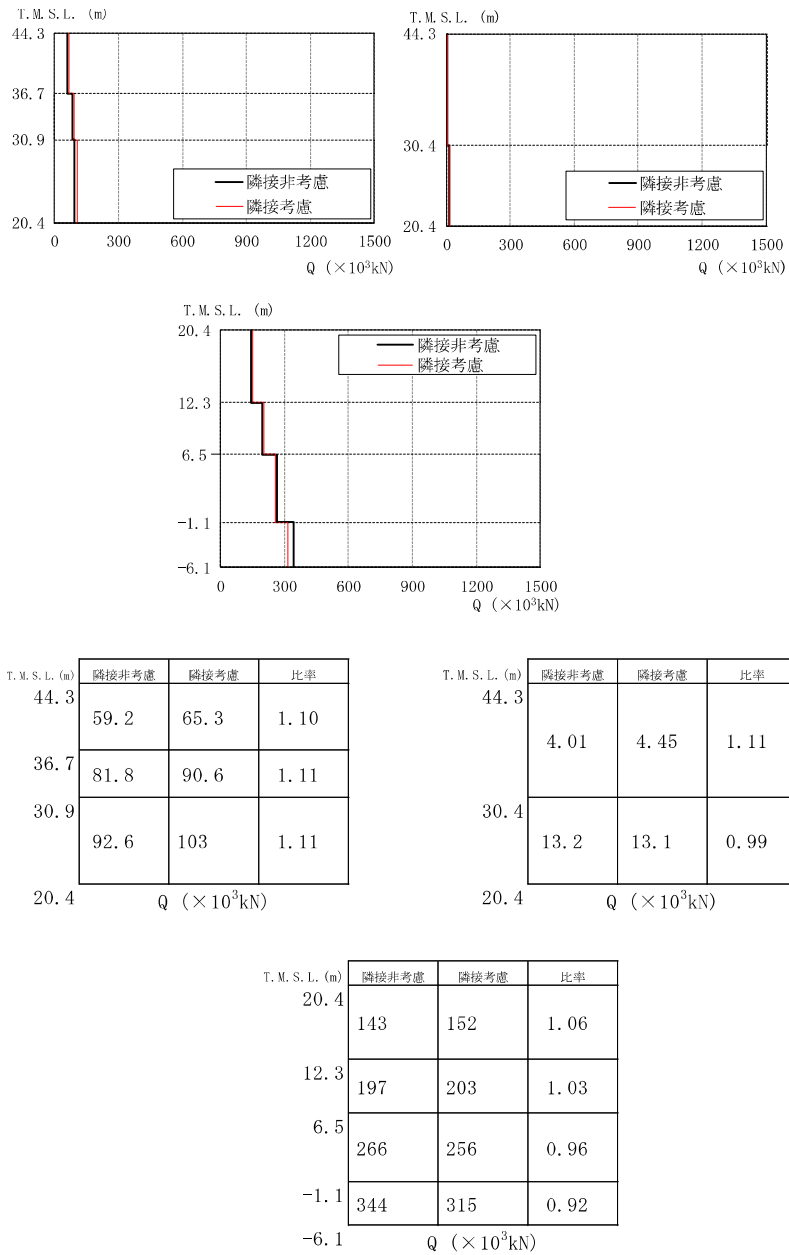 T.M.S.L. (m)
44.3
36.7
30.9
20.4
隣接非考慮
隣接考慮
0 300 600 900 1200 1500
Q (×10³kN)
T.M.S.L. (m)
44.3
30.4
20.4
隣接非考慮
隣接考慮
0 300 600 900 1200 1500
Q (×10³kN)
T.M.S.L. (m)
20.4
12.3
6.5
-1.1
-6.1
隣接非考慮
隣接考慮
0 300 600 900 1200 1500
Q (×10³kN)
T.M.S.L.(m) 隣接非考慮 隣接考慮 比率
44.3
59.2 65.3 1.10
36.7
81.8 90.6 1.11
30.9
92.6 103 1.11
20.4
Q (×10³kN)
T.M.S.L.(m) 隣接非考慮 隣接考慮 比率
44.3
4.01 4.45 1.11
30.4
13.2 13.1 0.99
20.4
Q (×10³kN)
T.M.S.L.(m) 隣接非考慮 隣接考慮 比率
20.4
143 152 1.06
12.3
197 203 1.03
6.5
266 256 0.96
-1.1
344 315 0.92
-6.1
Q (×10³kN)